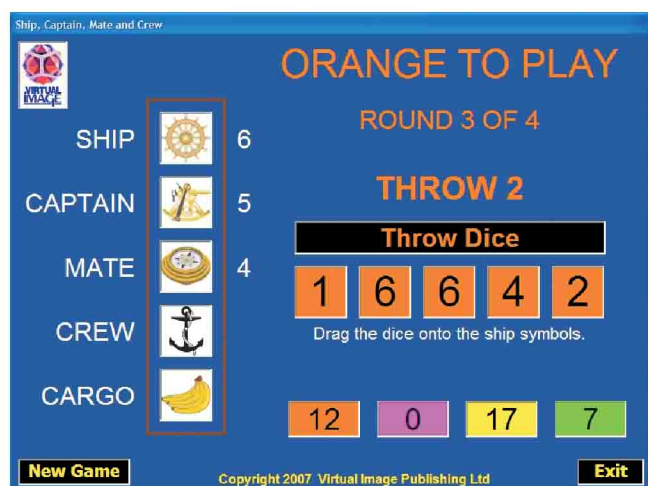 Ship, Captain, Mate and Crew
VIRTUAL
IMAGE
ORANGE TO PLAY
ROUND 3 OF 4
SHIP 6
CAPTAIN 5
MATE 4
CREW
CARGO
THROW 2
Throw Dice
1 6 6 4 2
Drag the dice onto the ship symbols.
12 0 17 7
New Game
Copyright 2007 Virtual Image Publishing Ltd
Exit